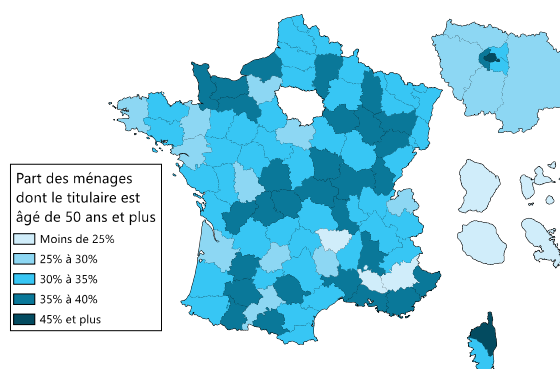 Part des ménages
dont le titulaire est
âgé de 50 ans et plus
Moins de 25%
25% à 30%
30% à 35%
35% à 40%
45% et plus